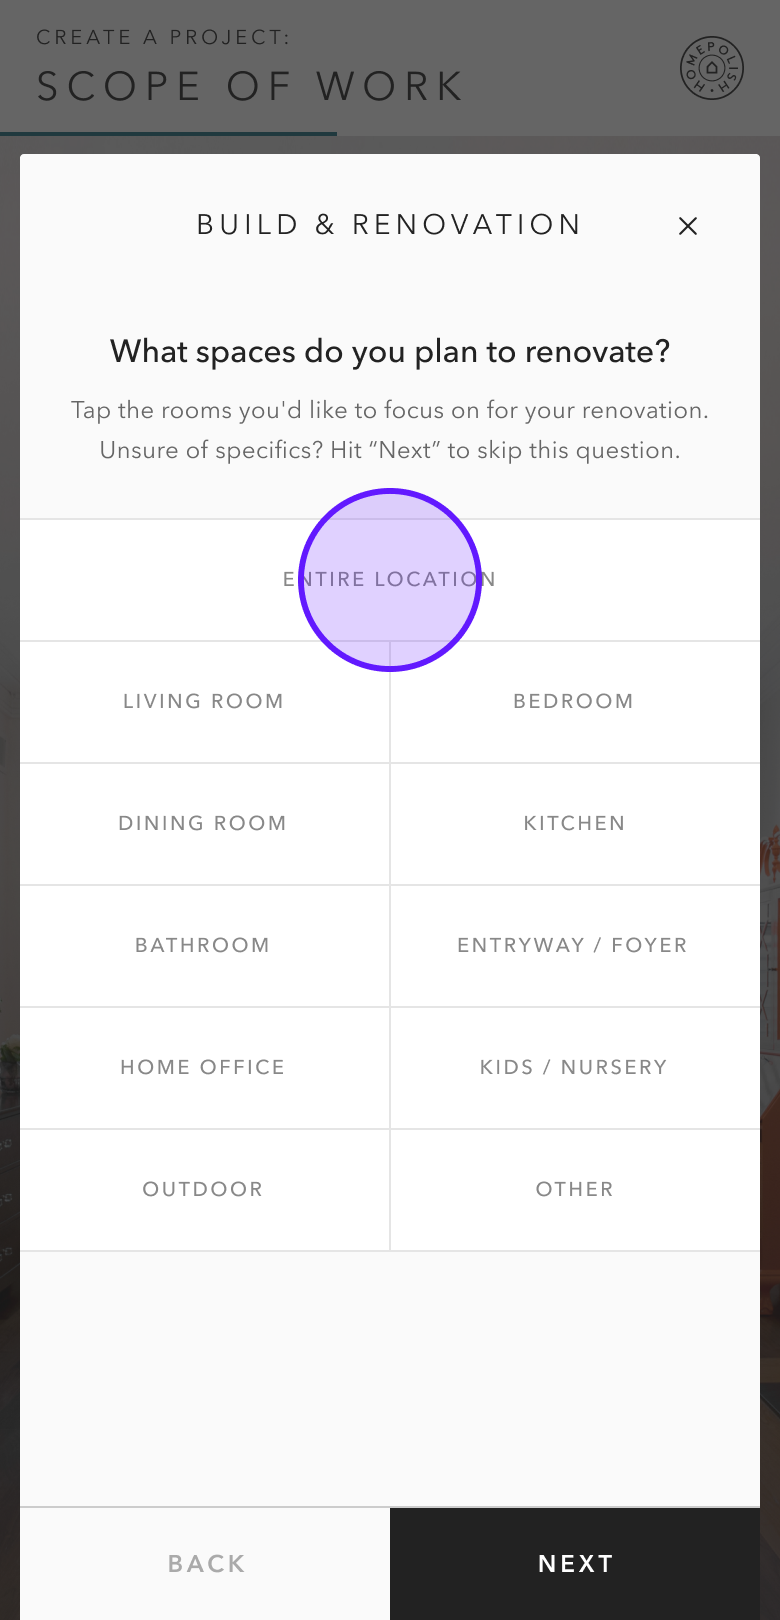 CREATE A PROJECT:
SCOPE OF WORK
HOMEPOLISH
BUILD & RENOVATION
What spaces do you plan to renovate?
Tap the rooms you'd like to focus on for your renovation.
Unsure of specifics? Hit “Next” to skip this question.
ENTIRE LOCATION
LIVING ROOM
BEDROOM
DINING ROOM
KITCHEN
BATHROOM
ENTRYWAY / FOYER
HOME OFFICE
KIDS / NURSERY
OUTDOOR
OTHER
BACK
NEXT